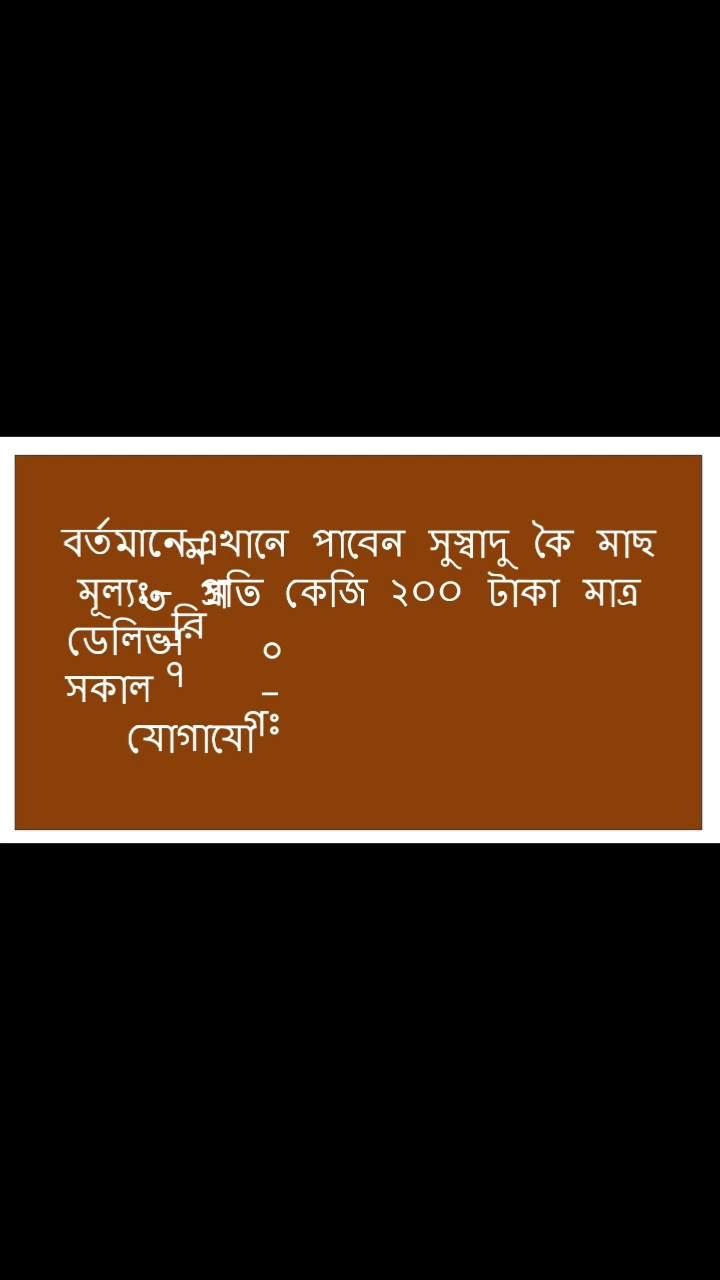 বর্তমানে এখানে পাবেন সুস্বাদু কৈ মাছ
মূল্যঃ- প্রতি কেজি ২০০ টাকা মাত্র
ডেলিভারি
সকাল ৭
যোগাযোগঃ